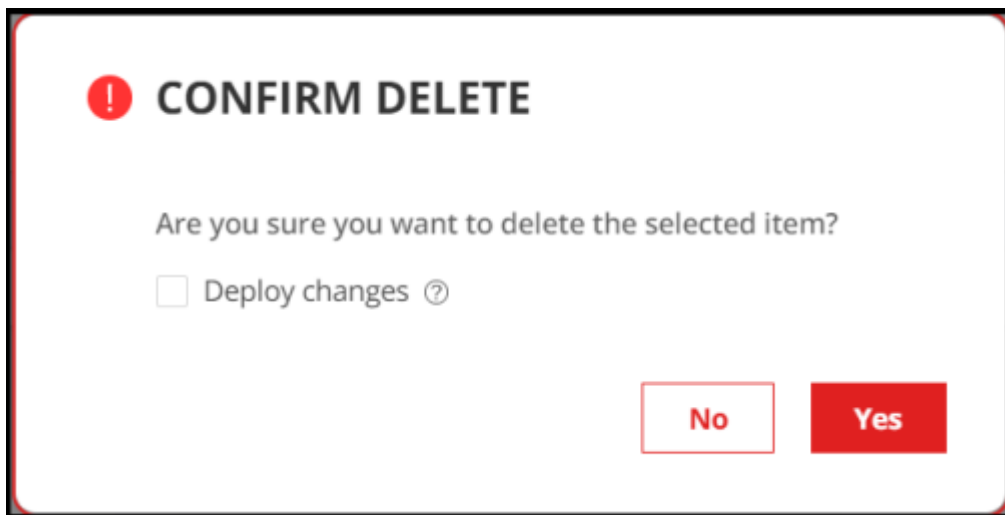 CONFIRM DELETE
Are you sure you want to delete the selected item?
Deploy changes
No Yes